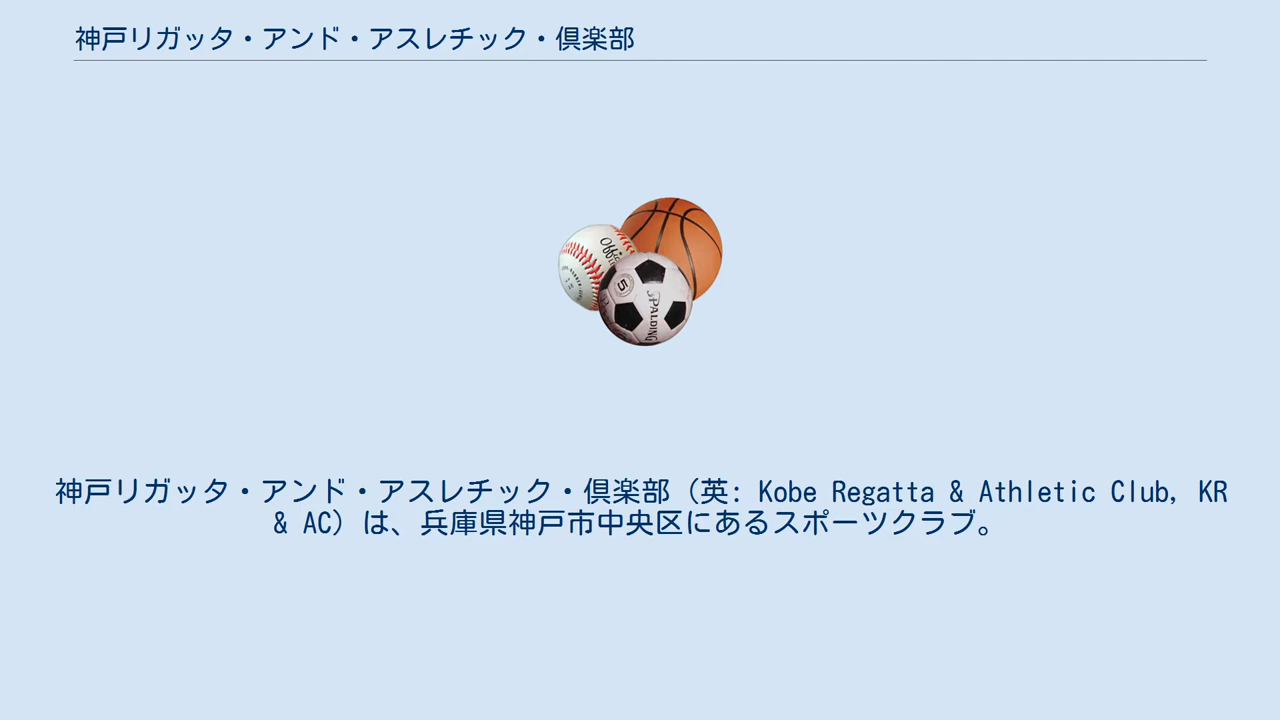 神戸リガッタ・アンド・アスレチック・倶楽部
Offici
5
SPALDING
神戸リガッタ・アンド・アスレチック・倶楽部（英: Kobe Regatta & Athletic Club, KR
& AC）は、兵庫県神戸市中央区にあるスポーツクラブ。